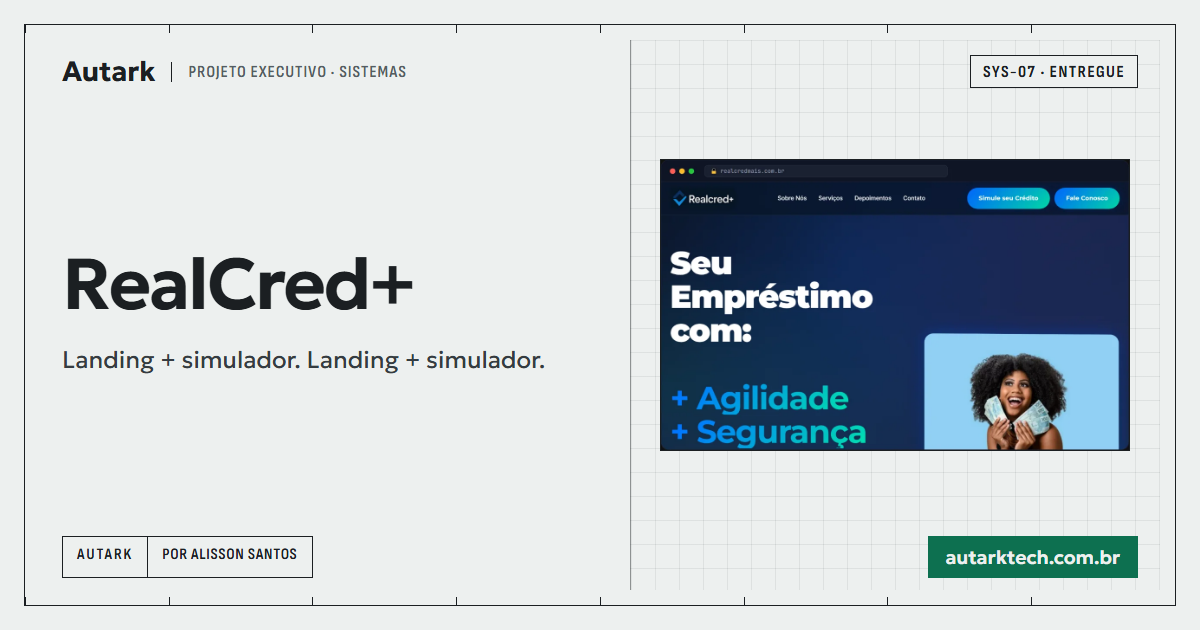 Autark
PROJETO EXECUTIVO · SISTEMAS
SYS-07 · ENTREGUE
RealCred+
Landing + simulador. Landing + simulador.
realcredmais.com.br
Realcred+
Sobre Nós Serviços Depoimentos Contato
Simule seu Crédito
Fale Conosco
Seu
Empréstimo
com:
+ Agilidade
+ Segurança
AUTARK
POR ALISSON SANTOS
autarktech.com.br